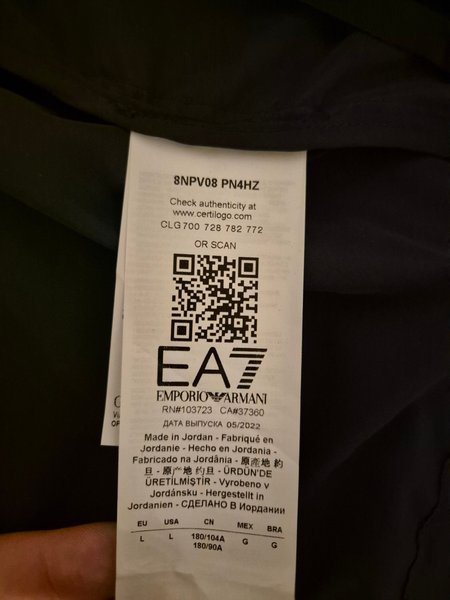 8NPV08 PN4HZ
Check authenticity at
www.certilogo.com
CLG700 728 782 772
OR SCAN
EA7
EMPORIO ARMANI
RN#103723 CA#37360
ДАТА ВЫПУСКА 05/2022
Made in Jordan - Fabriqué en
Jordanie - Hecho en Jordania -
Fabricado na Jordânia - 原產地約
旦 - 原产地约旦 - ÜRDÜN'DE
ÜRETİLMİŞTİR - Vyrobeno v
Jordánsku - Hergestellt in
Jordanien - СДЕЛАНО В Иордании
EU USA CN MEX BRA
L L 180/104A G G
180/90A